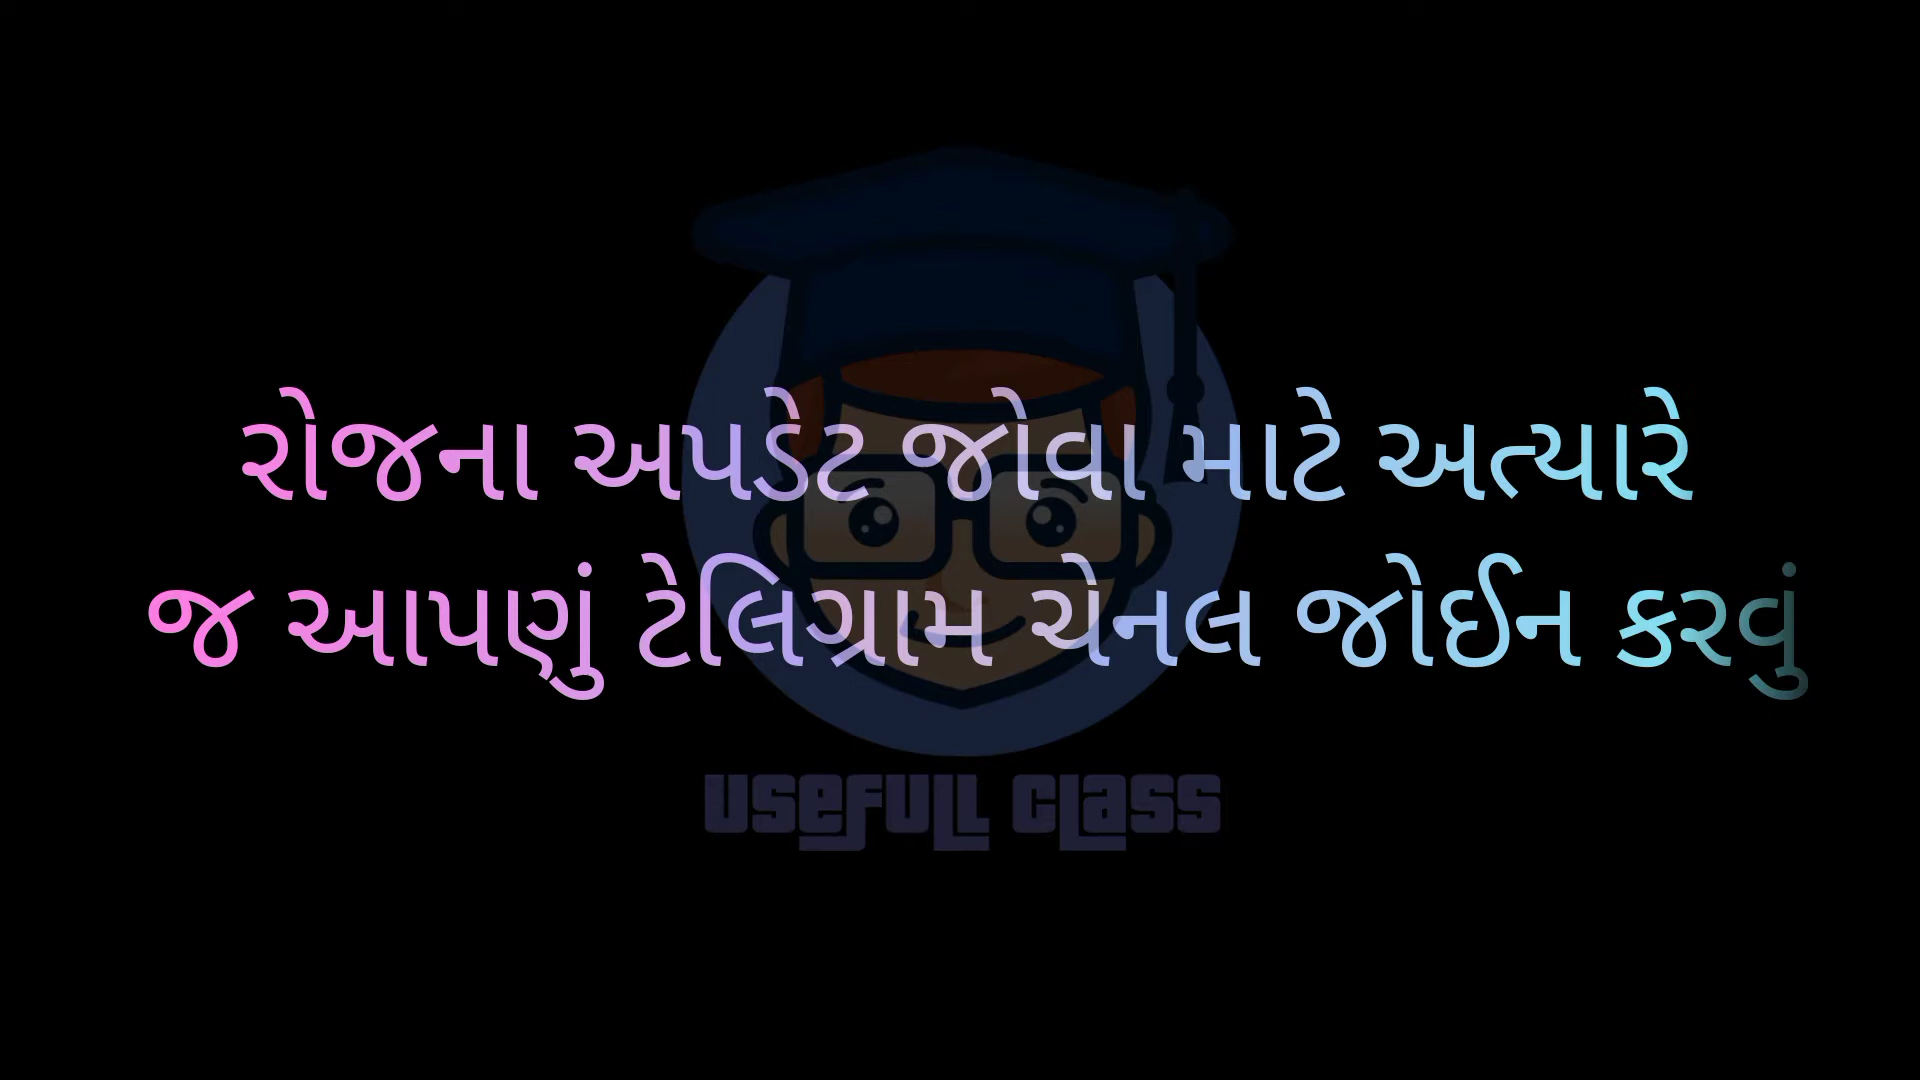 રોજના અપડેટ જોવા માટે અત્યારે
જ આપણું ટેલિગ્રામ ચેનલ જોઈન કરવું
USEFULL CLASS